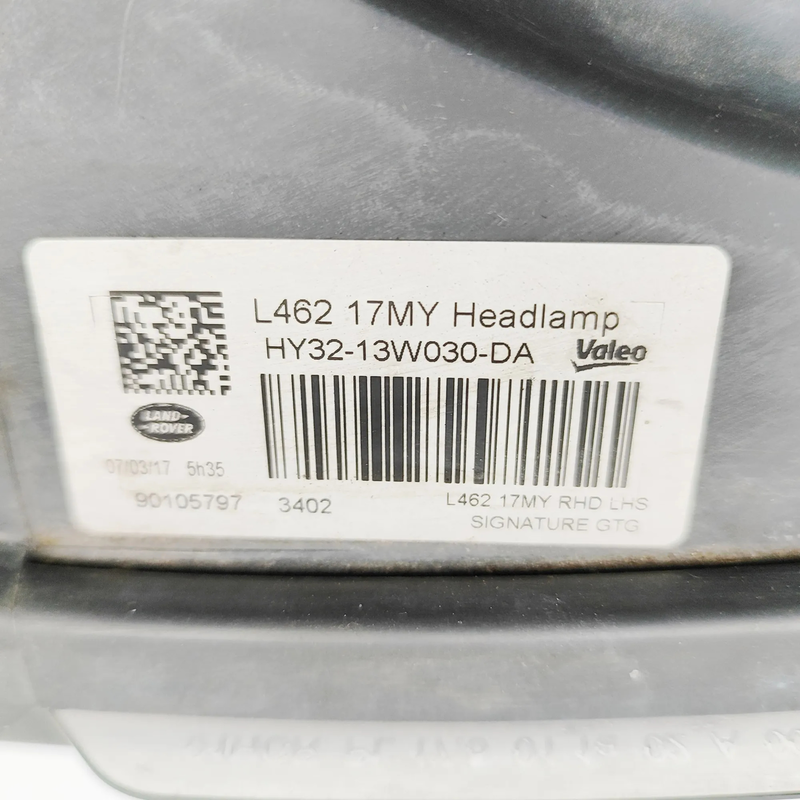 L462 17MY Headlamp
HY32-13W030-DA Valeo
LAND-
-ROVER
07/03/17 5h35
90105797 3402
L462 17MY RHD LHS
SIGNATURE GTG